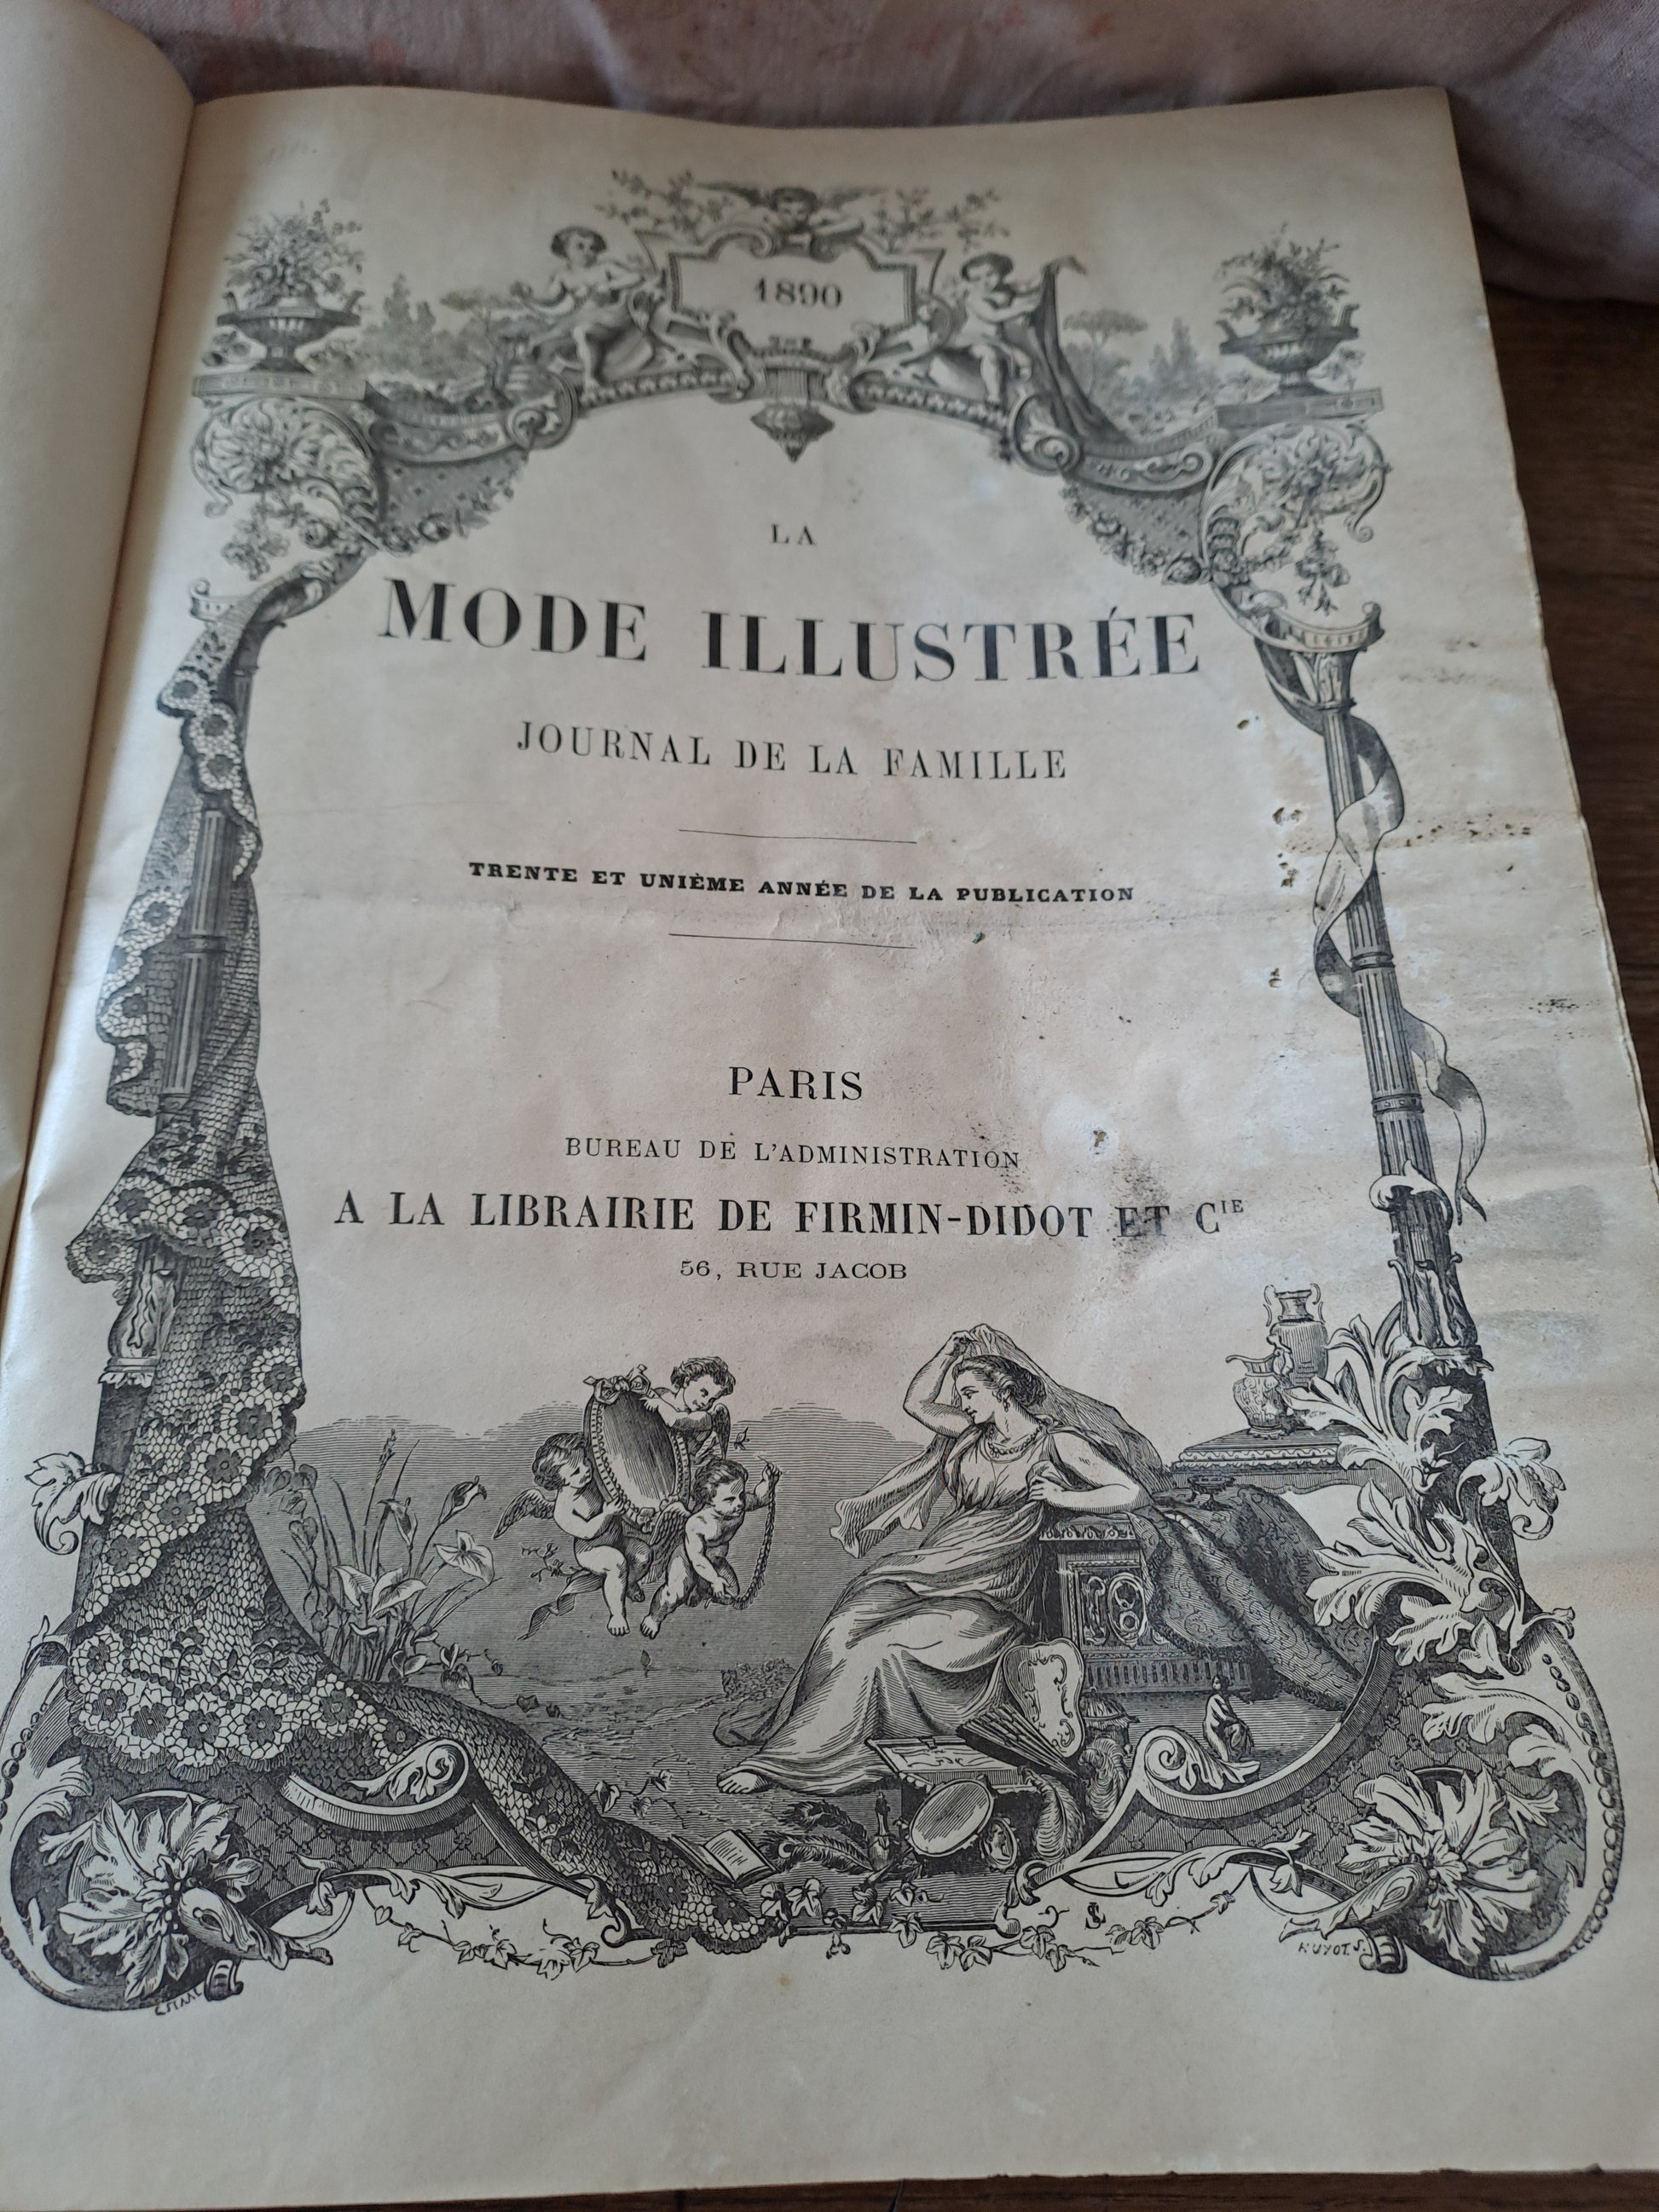 1890
LA
MODE ILLUSTRÉE
JOURNAL DE LA FAMILLE
TRENTE ET UNIÈME ANNÉE DE LA PUBLICATION
PARIS
BUREAU DE L'ADMINISTRATION
A LA LIBRAIRIE DE FIRMIN-DIDOT ET CIE
56, RUE JACOB